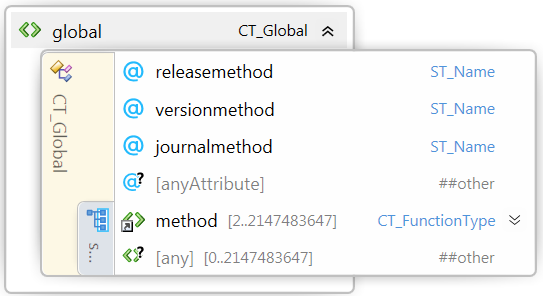 global CT_Global
CT_Global
@ releasemethod ST_Name
@ versionmethod ST_Name
@ journalmethod ST_Name
@? [anyAttribute] ##other
S...
method [2..2147483647] CT_FunctionType
? [any] [0..2147483647] ##other